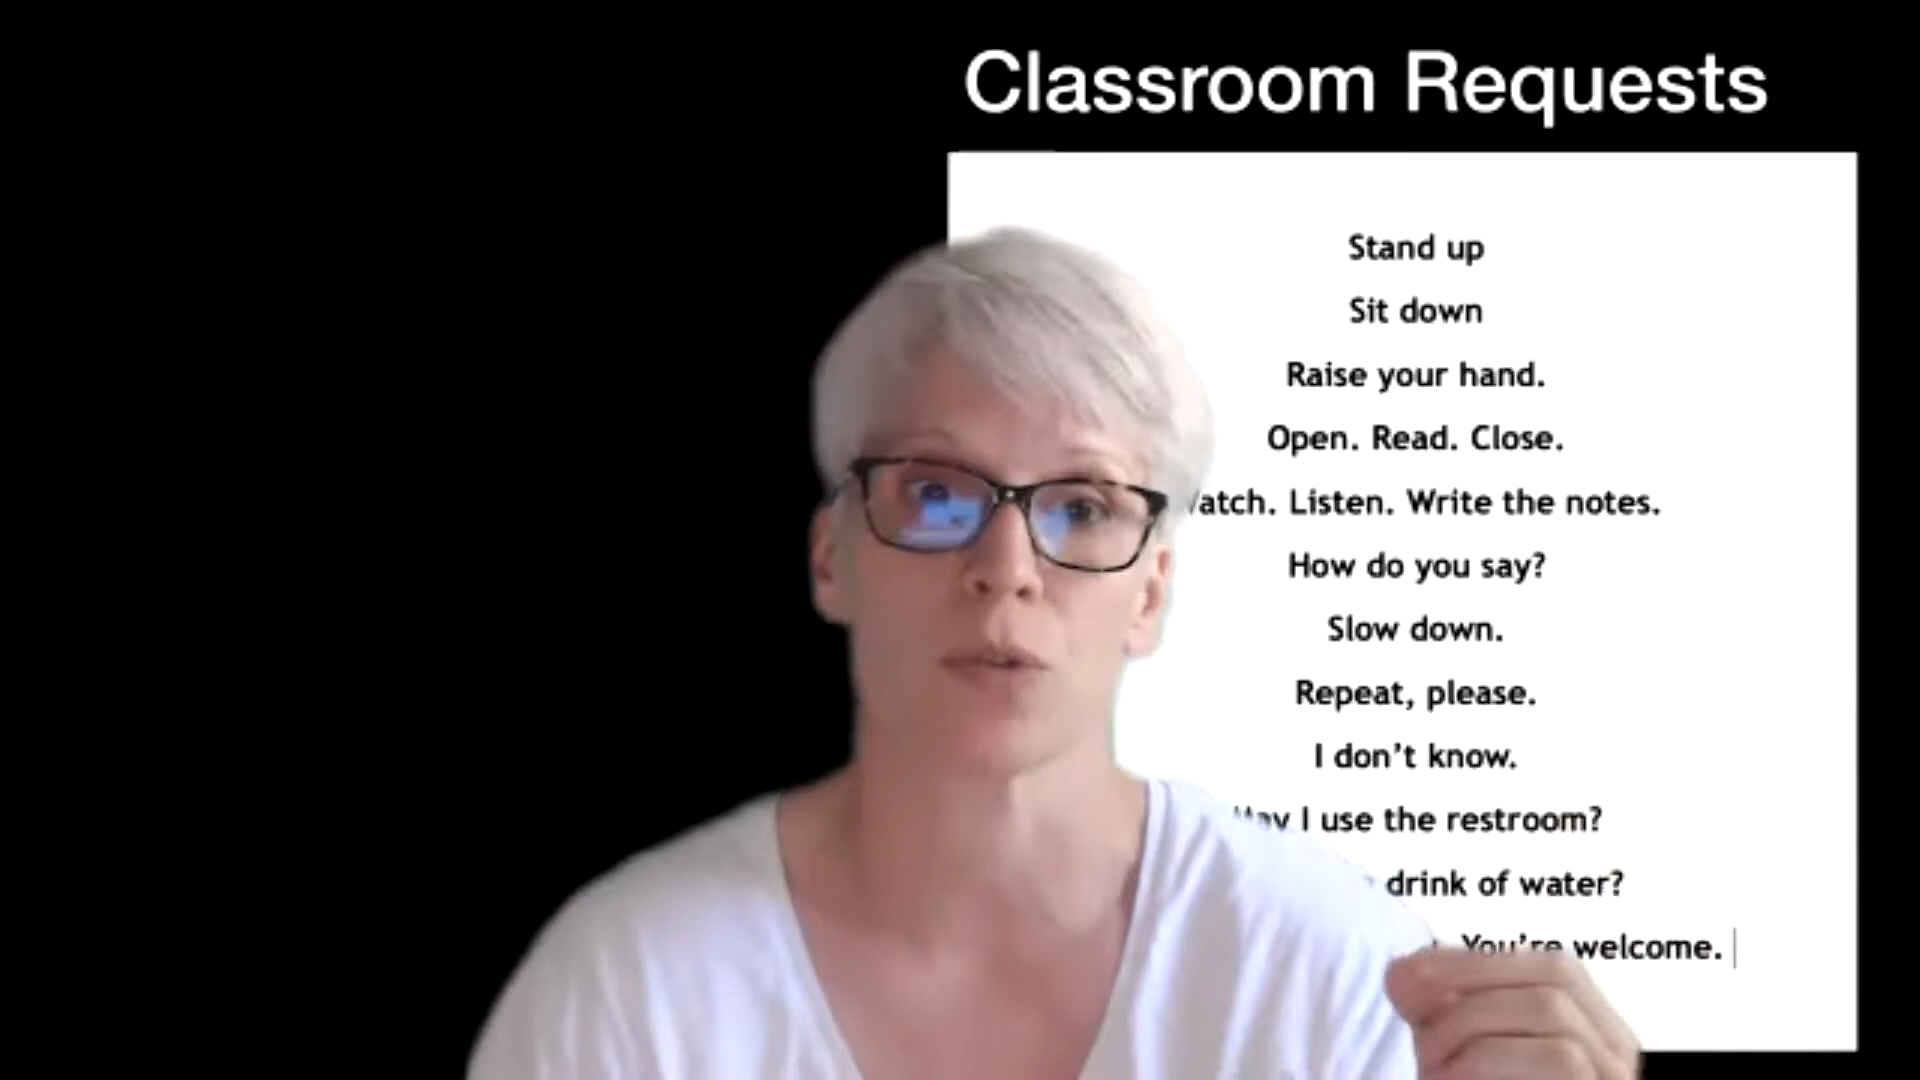 Classroom Requests
Stand up
Sit down
Raise your hand.
Open. Read. Close.
Listen. Write the notes.
How do you say?
Slow down.
Repeat, please.
I don't know.
I use the restroom?
drink of water?
You're welcome.